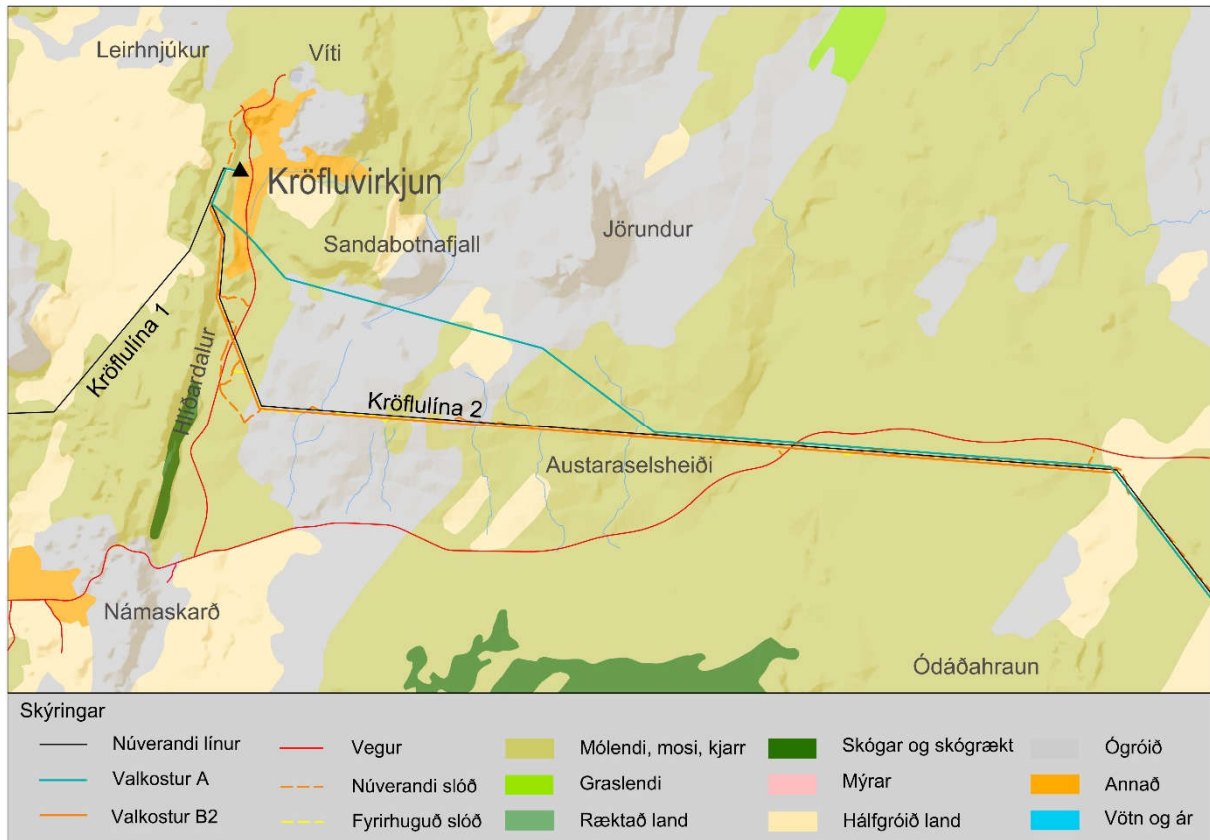 Leirhnjúkur
Víti
Kröfluvirkjun
Sandabotnafjall
Jörundur
Kröflulína 1
Hlíðardalur
Kröflulína 2
Austaraselsheiði
Námaskarð
Ódáðahraun
Skýringar
Núverandi línur
Vegur
Mólendi, mosi, kjarr
Skógar og skógrækt
Ógróið
Valkostur A
Núverandi slóð
Graslendi
Mýrar
Annað
Valkostur B2
Fyrirhuguð slóð
Ræktað land
Hálfgróið land
Vötn og ár